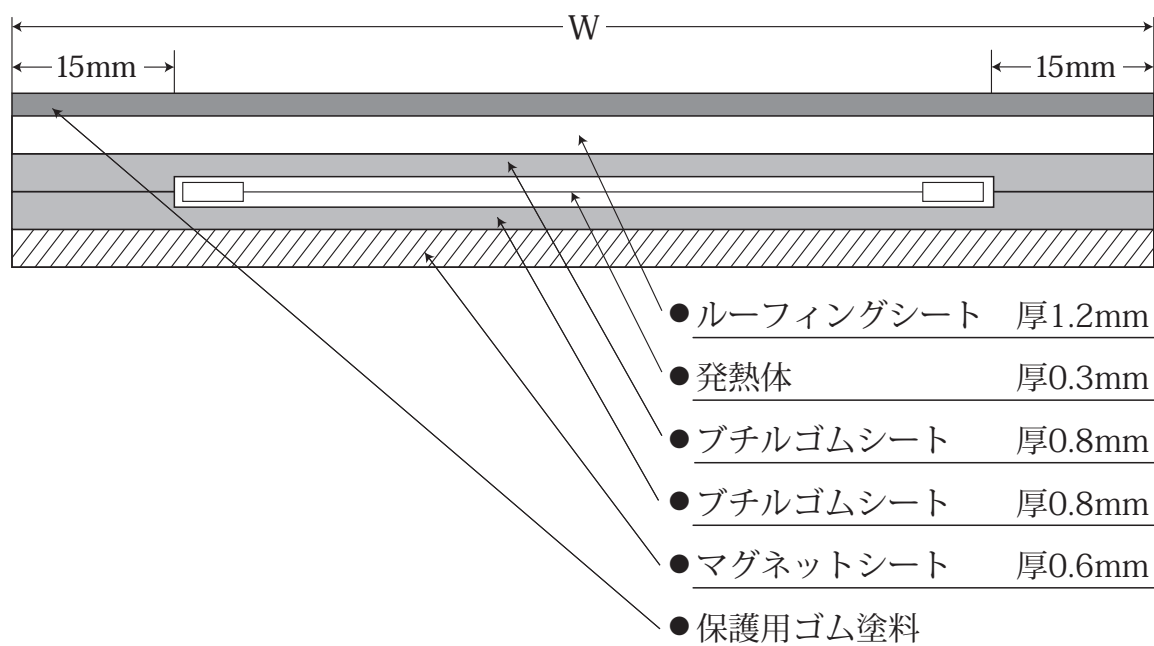 W
15mm 15mm
●ルーフィングシート 厚1.2mm
●発熱体 厚0.3mm
●ブチルゴムシート 厚0.8mm
●ブチルゴムシート 厚0.8mm
●マグネットシート 厚0.6mm
●保護用ゴム塗料